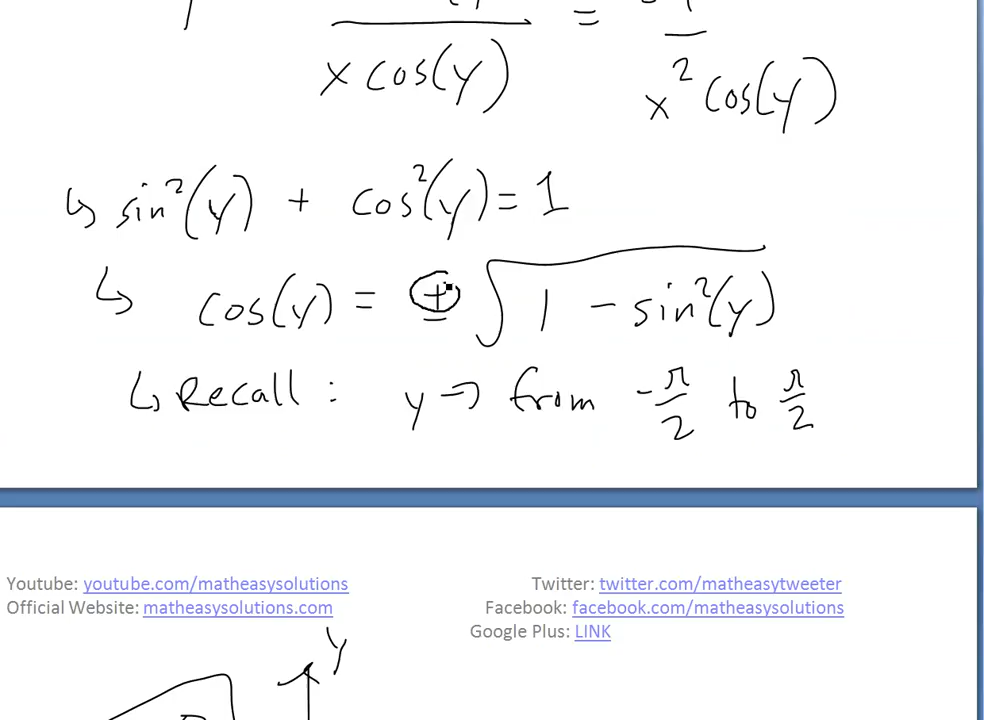 =
x cos(y) x² cos(y)
↳ sin²(y) + cos²(y) = 1
↳ cos(y) = ± √(1 - sin²(y))
↳ Recall : y → from -π/2 to π/2
Youtube: youtube.com/matheasysolutions Twitter: twitter.com/matheasytweeter
Official Website: matheasysolutions.com Facebook: facebook.com/matheasysolutions
Google Plus: LINK
y